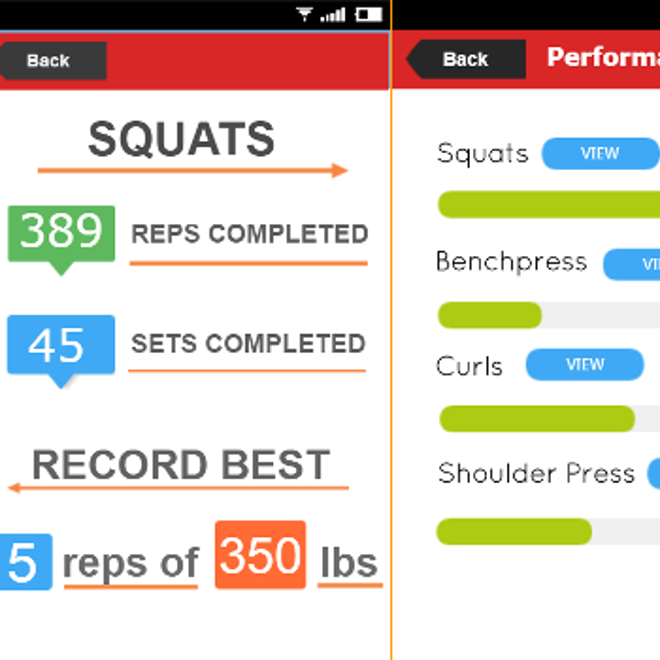 Back
SQUATS
389 REPS COMPLETED
45 SETS COMPLETED
RECORD BEST
5 reps of 350 lbs
Back Performa
Squats VIEW
Benchpress VI
Curls VIEW
Shoulder Press